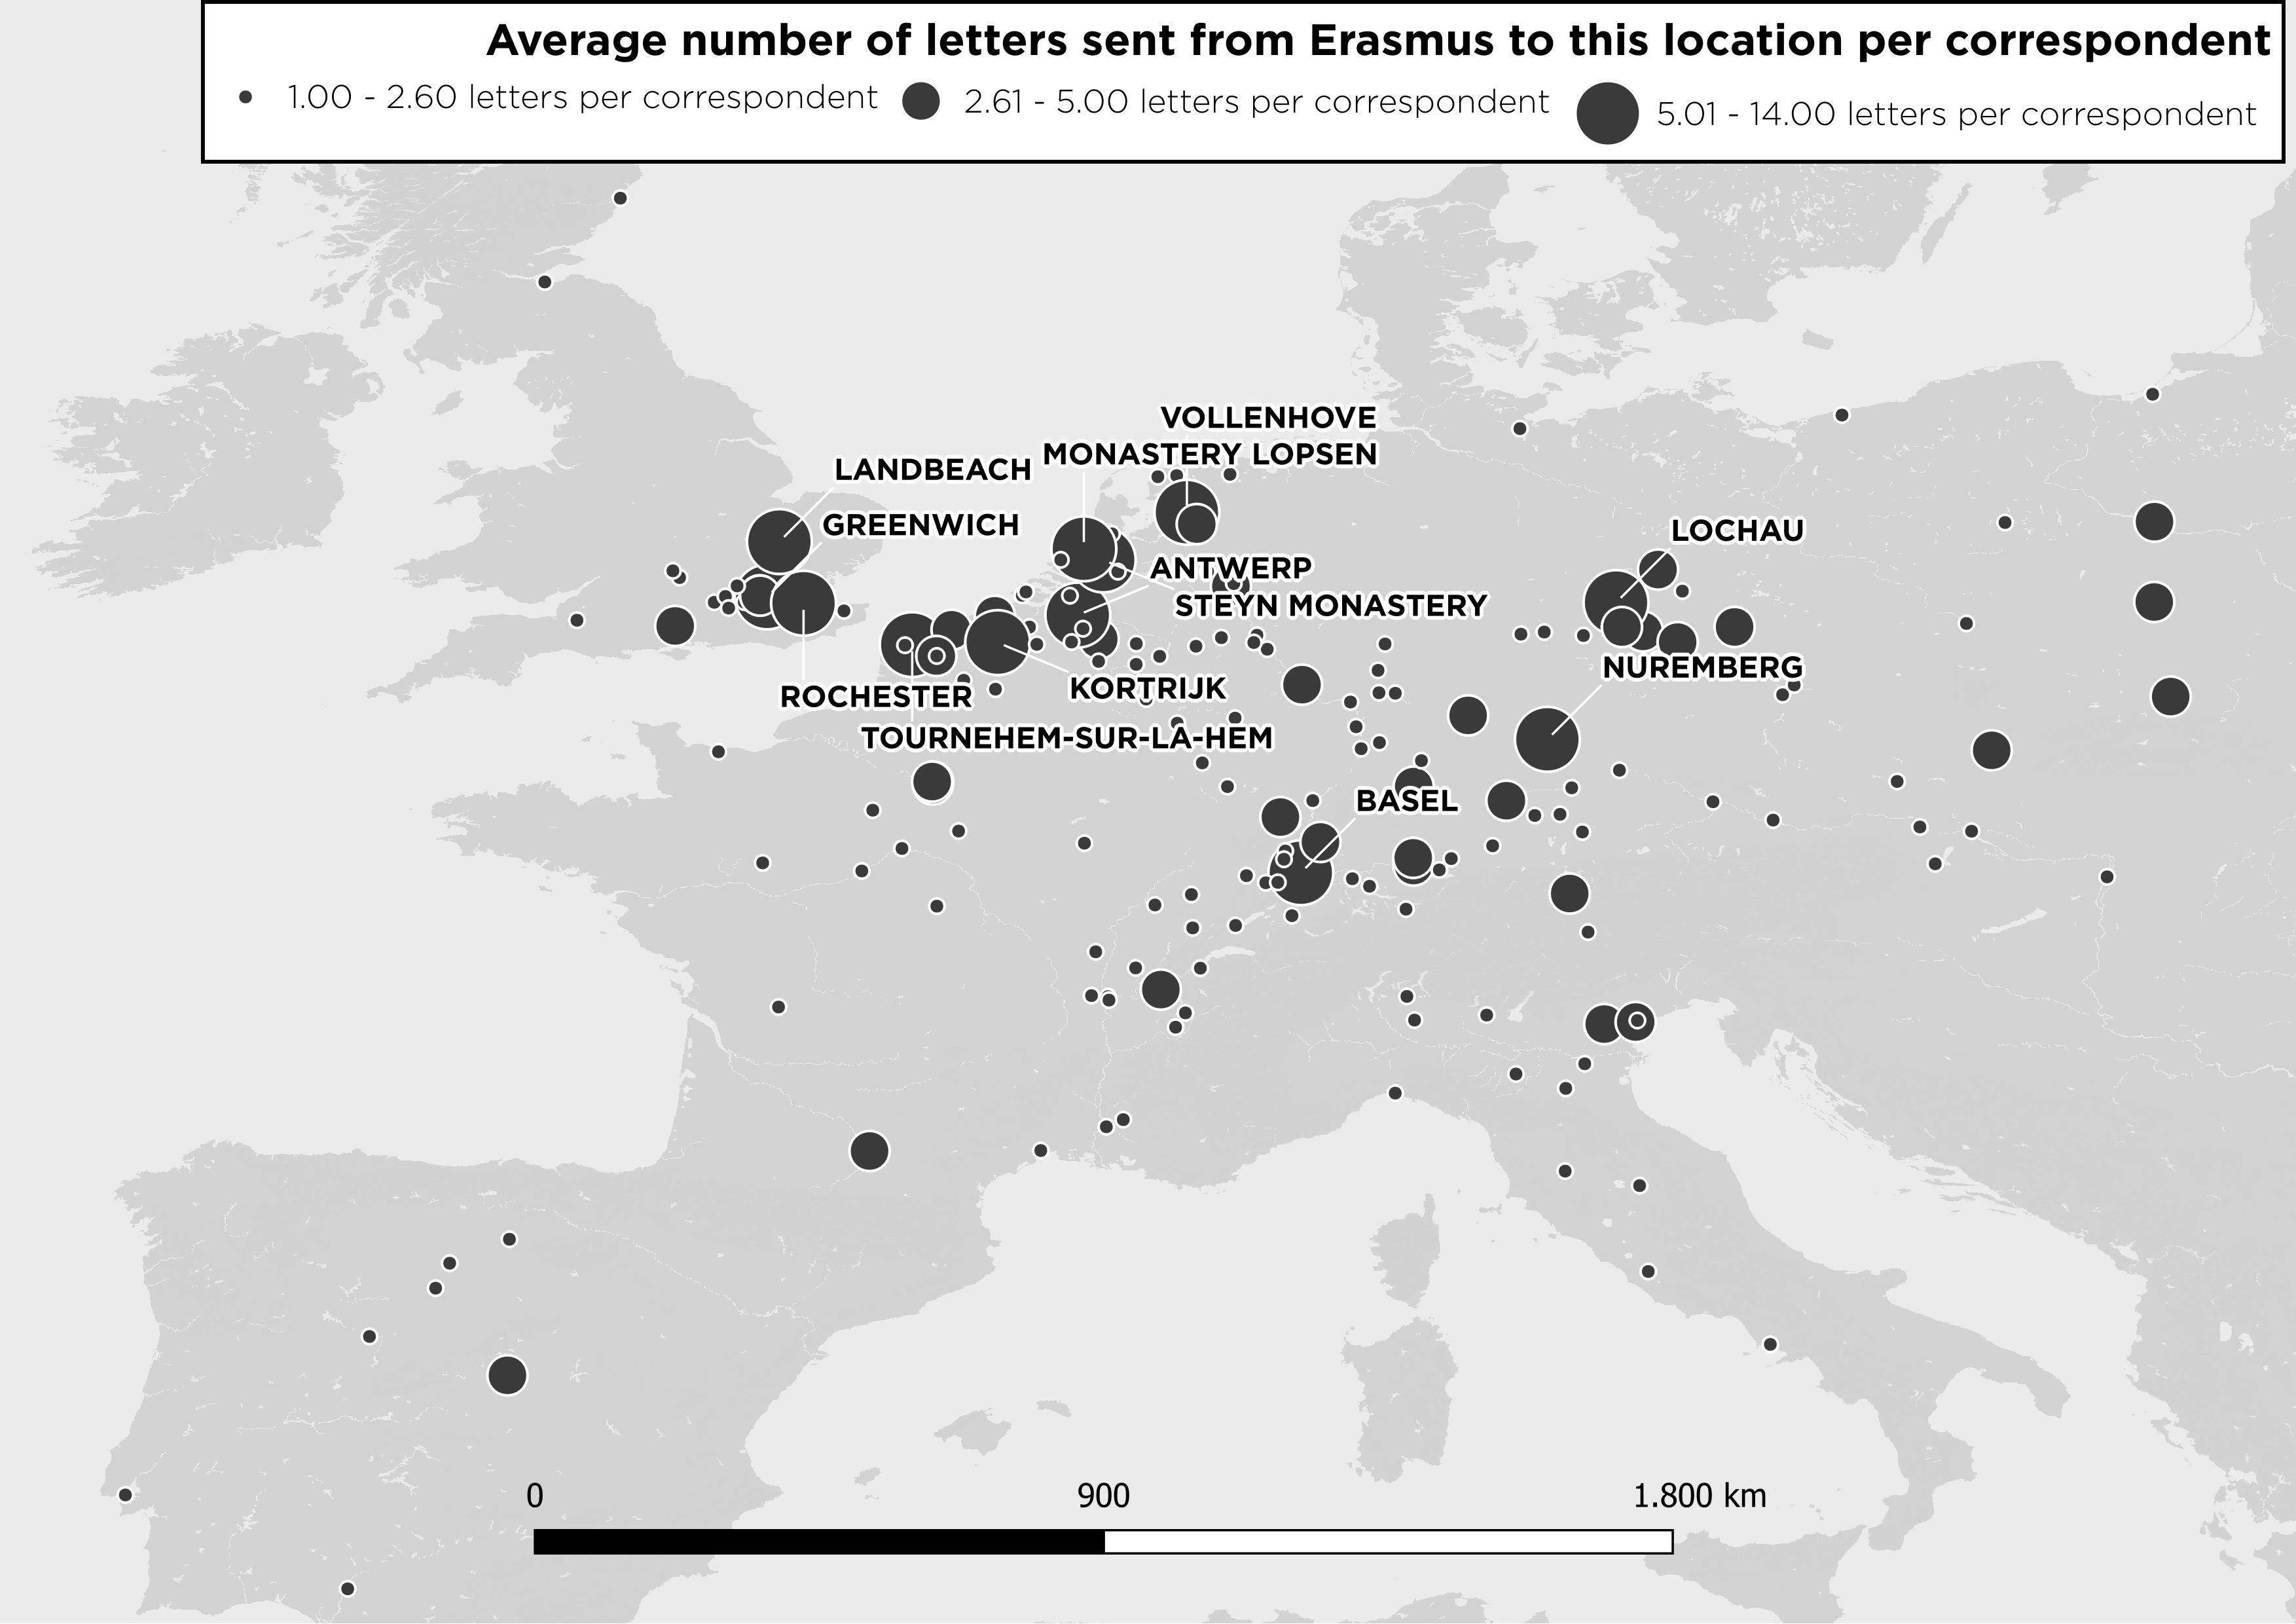 Average number of letters sent from Erasmus to this location per correspondent
1.00 - 2.60 letters per correspondent
2.61 - 5.00 letters per correspondent
5.01 - 14.00 letters per correspondent
VOLLENHOVE
MONASTERY LOPSEN
LANDBEACH
GREENWICH
LOCHAU
ANTWERP
STEYN MONASTERY
NUREMBERG
KORTRIJK
ROCHESTER
TOURNEHEM-SUR-LA-HEM
BASEL
0
900
1.800 km